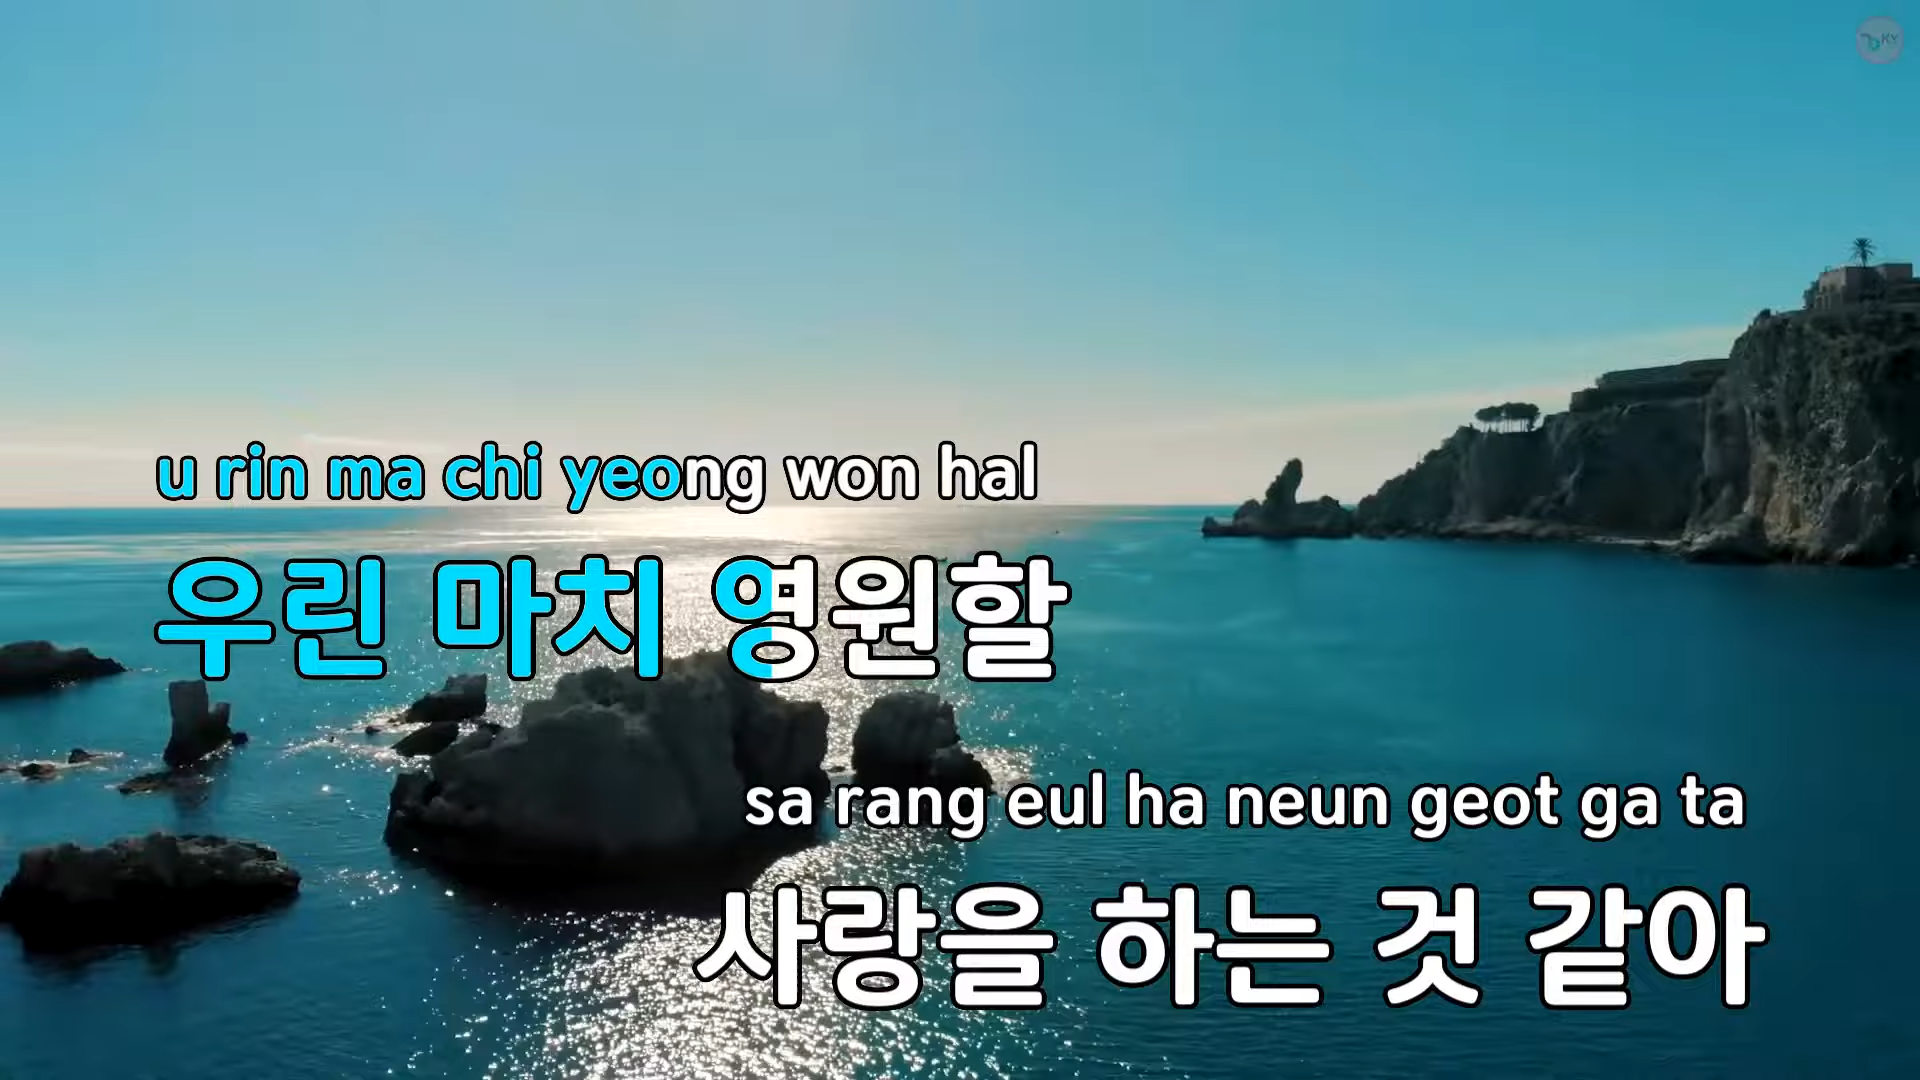 KY
u rin ma chi yeong won hal
우린 마치 영원할
sa rang eul ha neun geot ga ta
사랑을 하는 것 같아